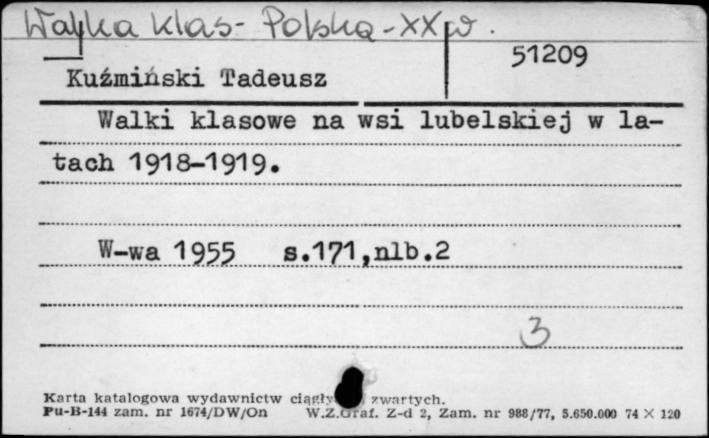 Walka klas - Polska - XX w.
51209
Kuźmiński Tadeusz
Walki klasowe na wsi lubelskiej w la-
tach 1918-1919.
W-wa 1955 s.171,nlb.2
3
Karta katalogowa wydawnictw zwartych.
Pu-B-144 zam. nr 1674/DW/On W.Z.Graf. Z-d 2, Zam. nr 988/77, 5.650.000 74 × 120